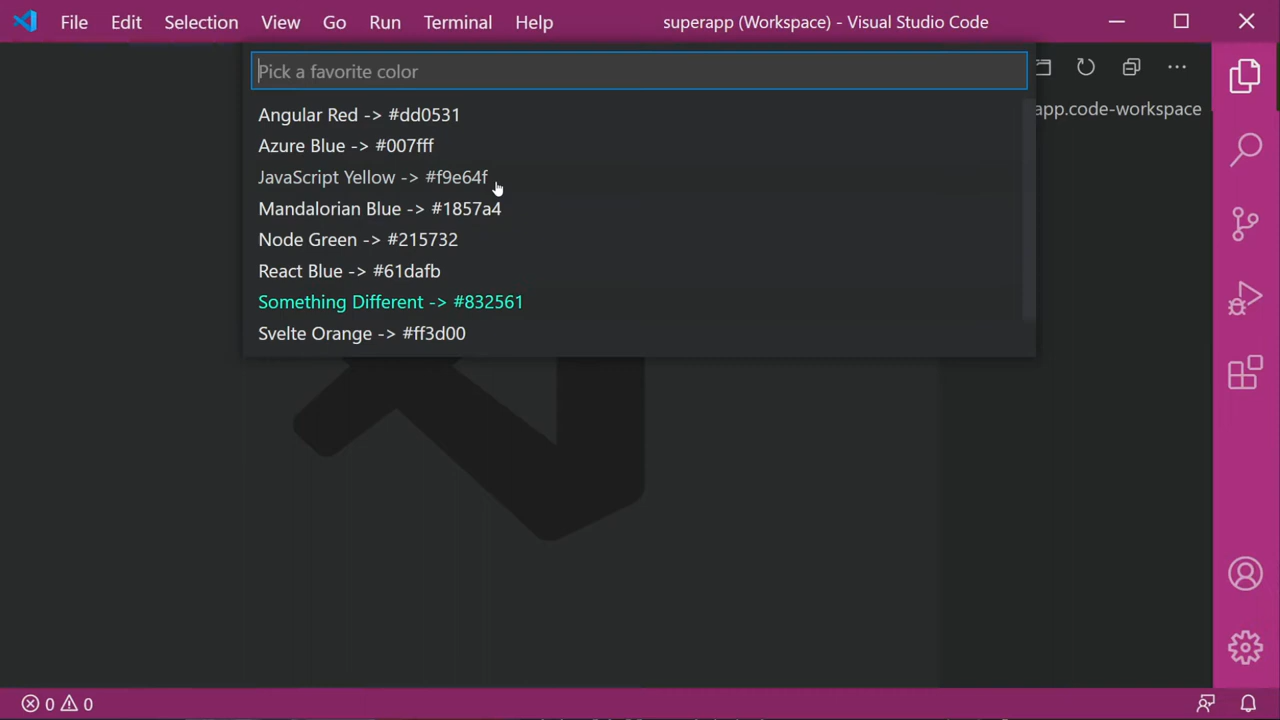 File Edit Selection View Go Run Terminal Help superapp (Workspace) - Visual Studio Code
Pick a favorite color
app.code-workspace
Angular Red -> #dd0531
Azure Blue -> #007fff
JavaScript Yellow -> #f9e64f
Mandalorian Blue -> #1857a4
Node Green -> #215732
React Blue -> #61dafb
Something Different -> #832561
Svelte Orange -> #ff3d00
0 0